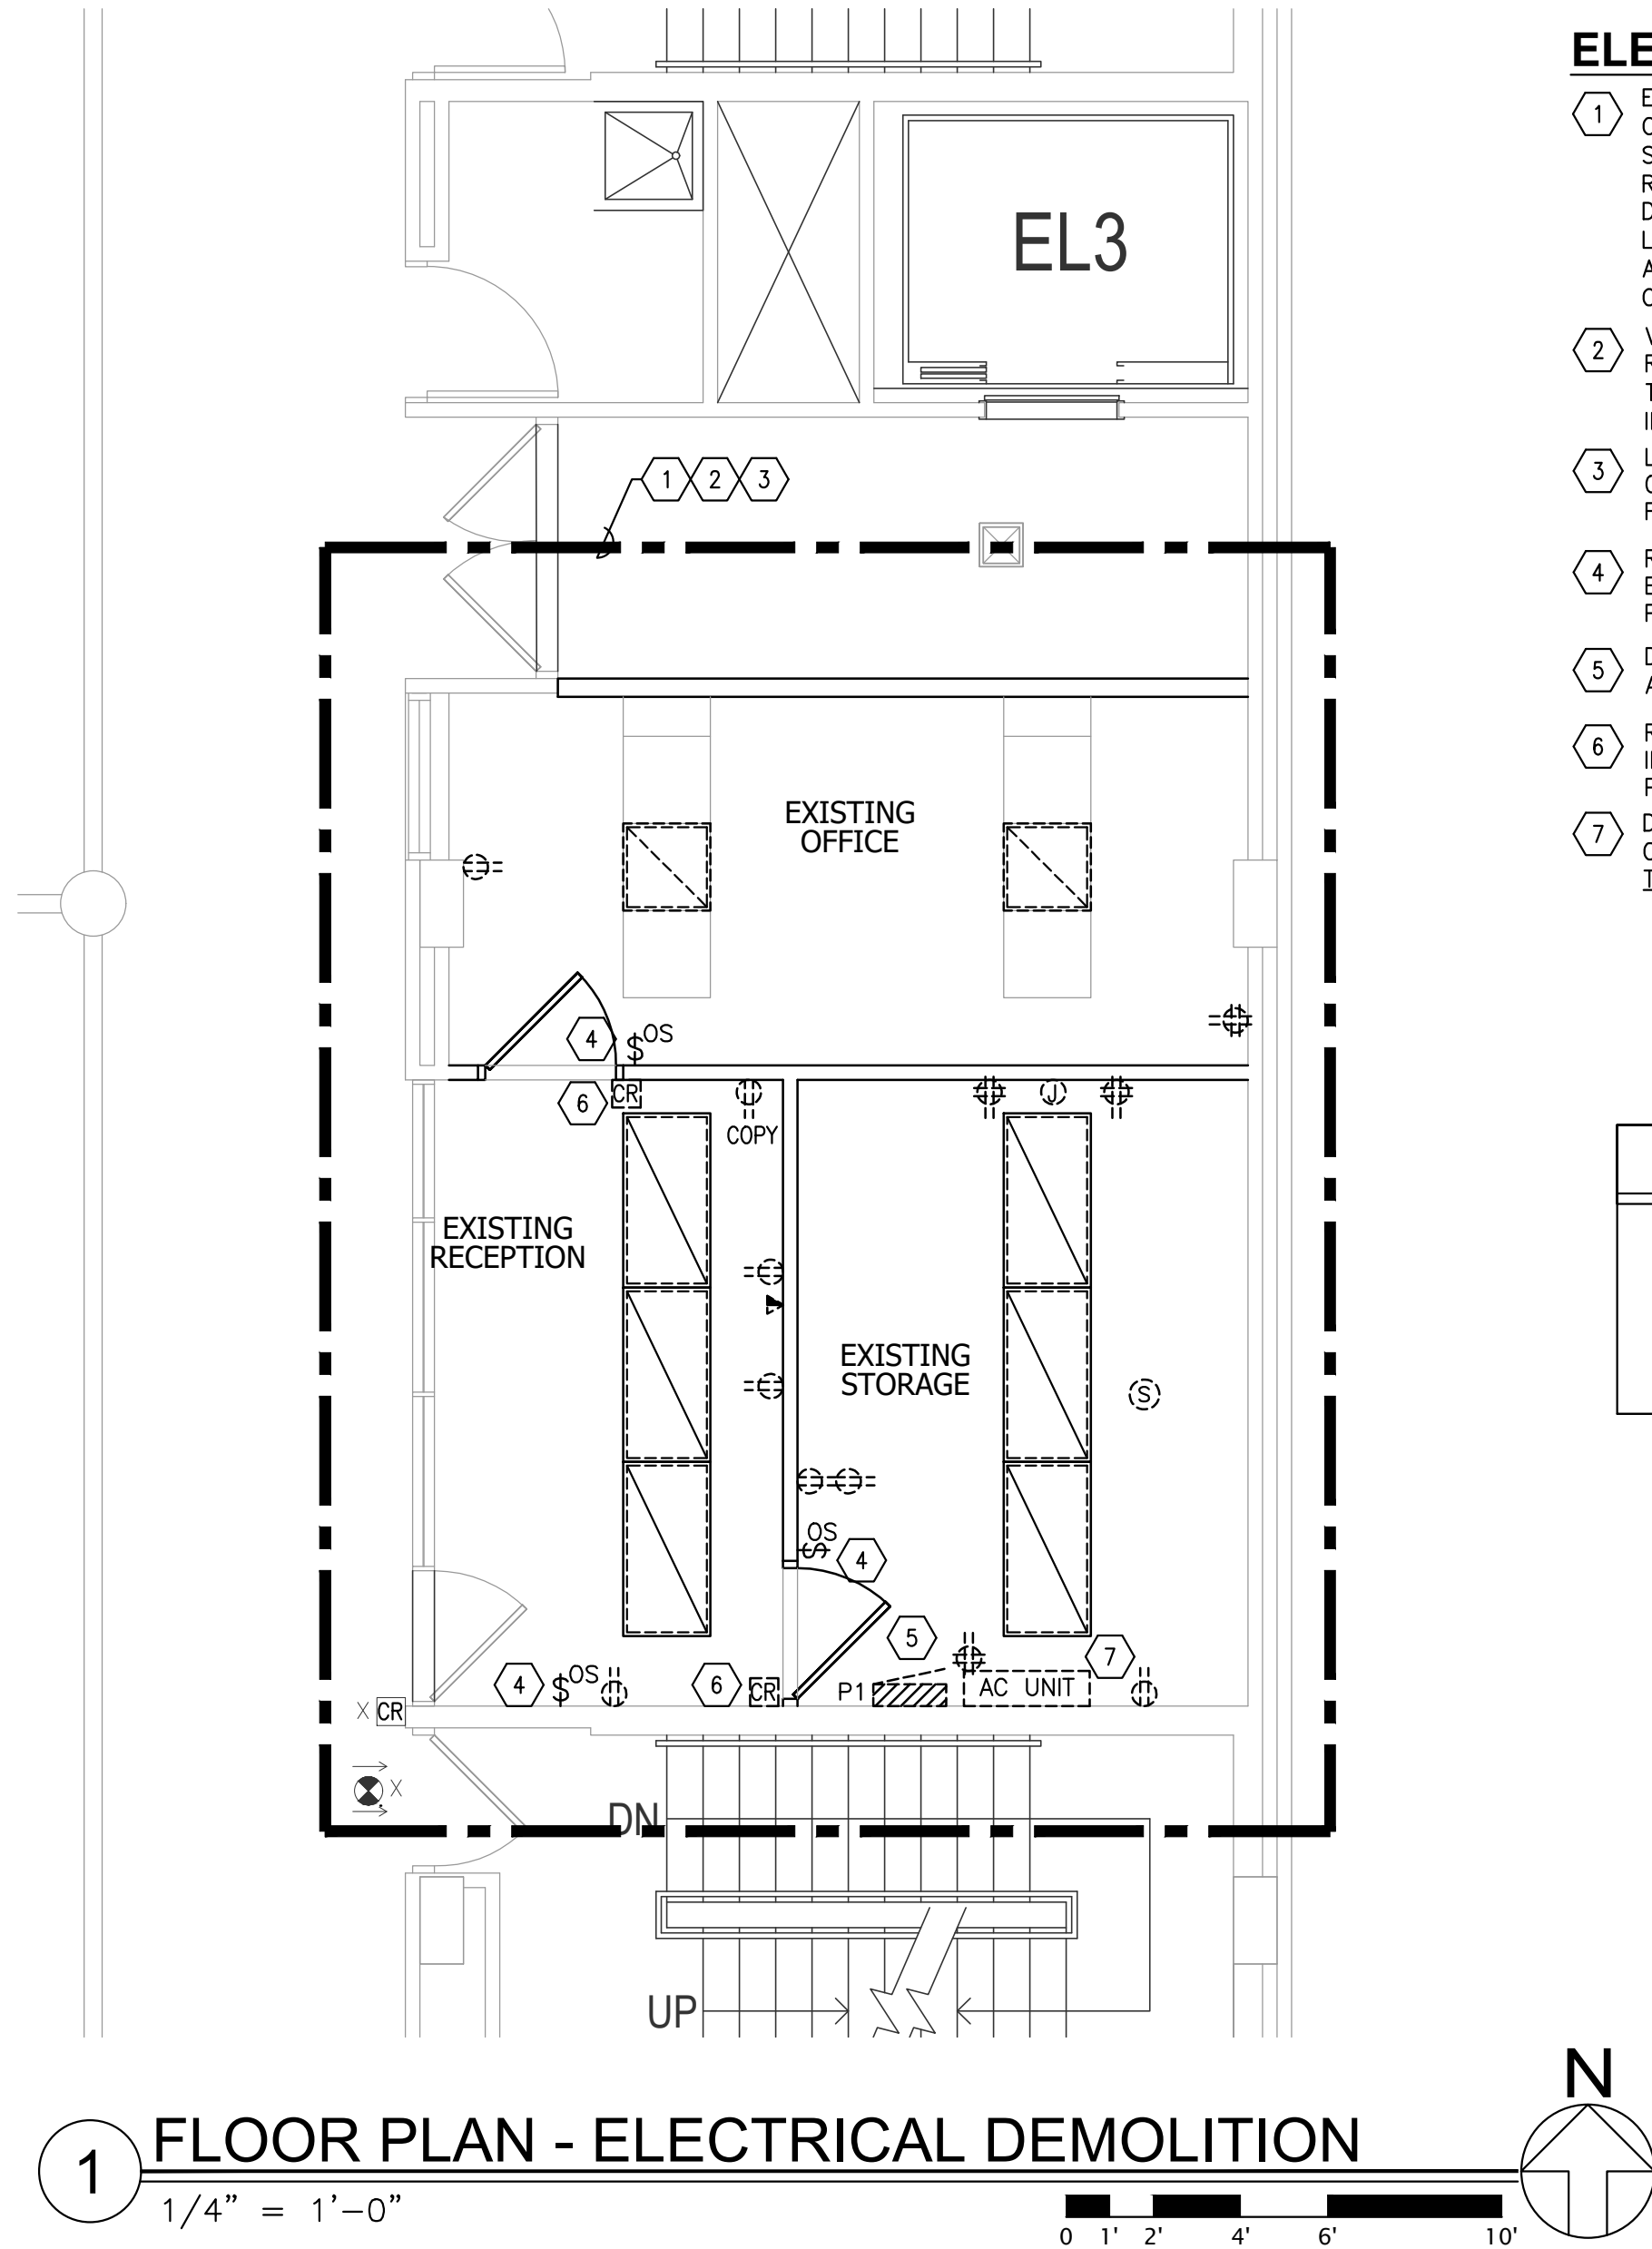 EL3
1 2 3
EXISTING
OFFICE
4
$ OS
6
CR
COPY
J
EXISTING
RECEPTION
EXISTING
STORAGE
S
OS
$
4
5
7
4
$ OS
6
CR
P1
AC UNIT
X CR
X
DN
UP
N
1
FLOOR PLAN - ELECTRICAL DEMOLITION
1/4" = 1'-0"
0 1' 2' 4' 6' 10'
1
2
3
4
5
6
7